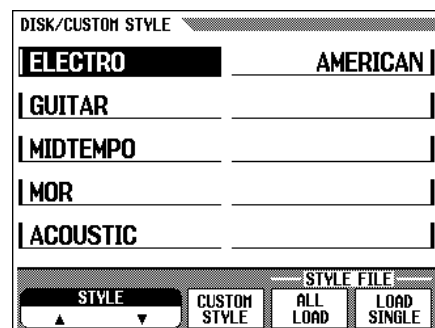 DISK/CUSTOM STYLE
ELECTRO AMERICAN
GUITAR
MIDTEMPO
MOR
ACOUSTIC
STYLE FILE
STYLE
▲ ▼
CUSTOM STYLE
ALL LOAD
LOAD SINGLE